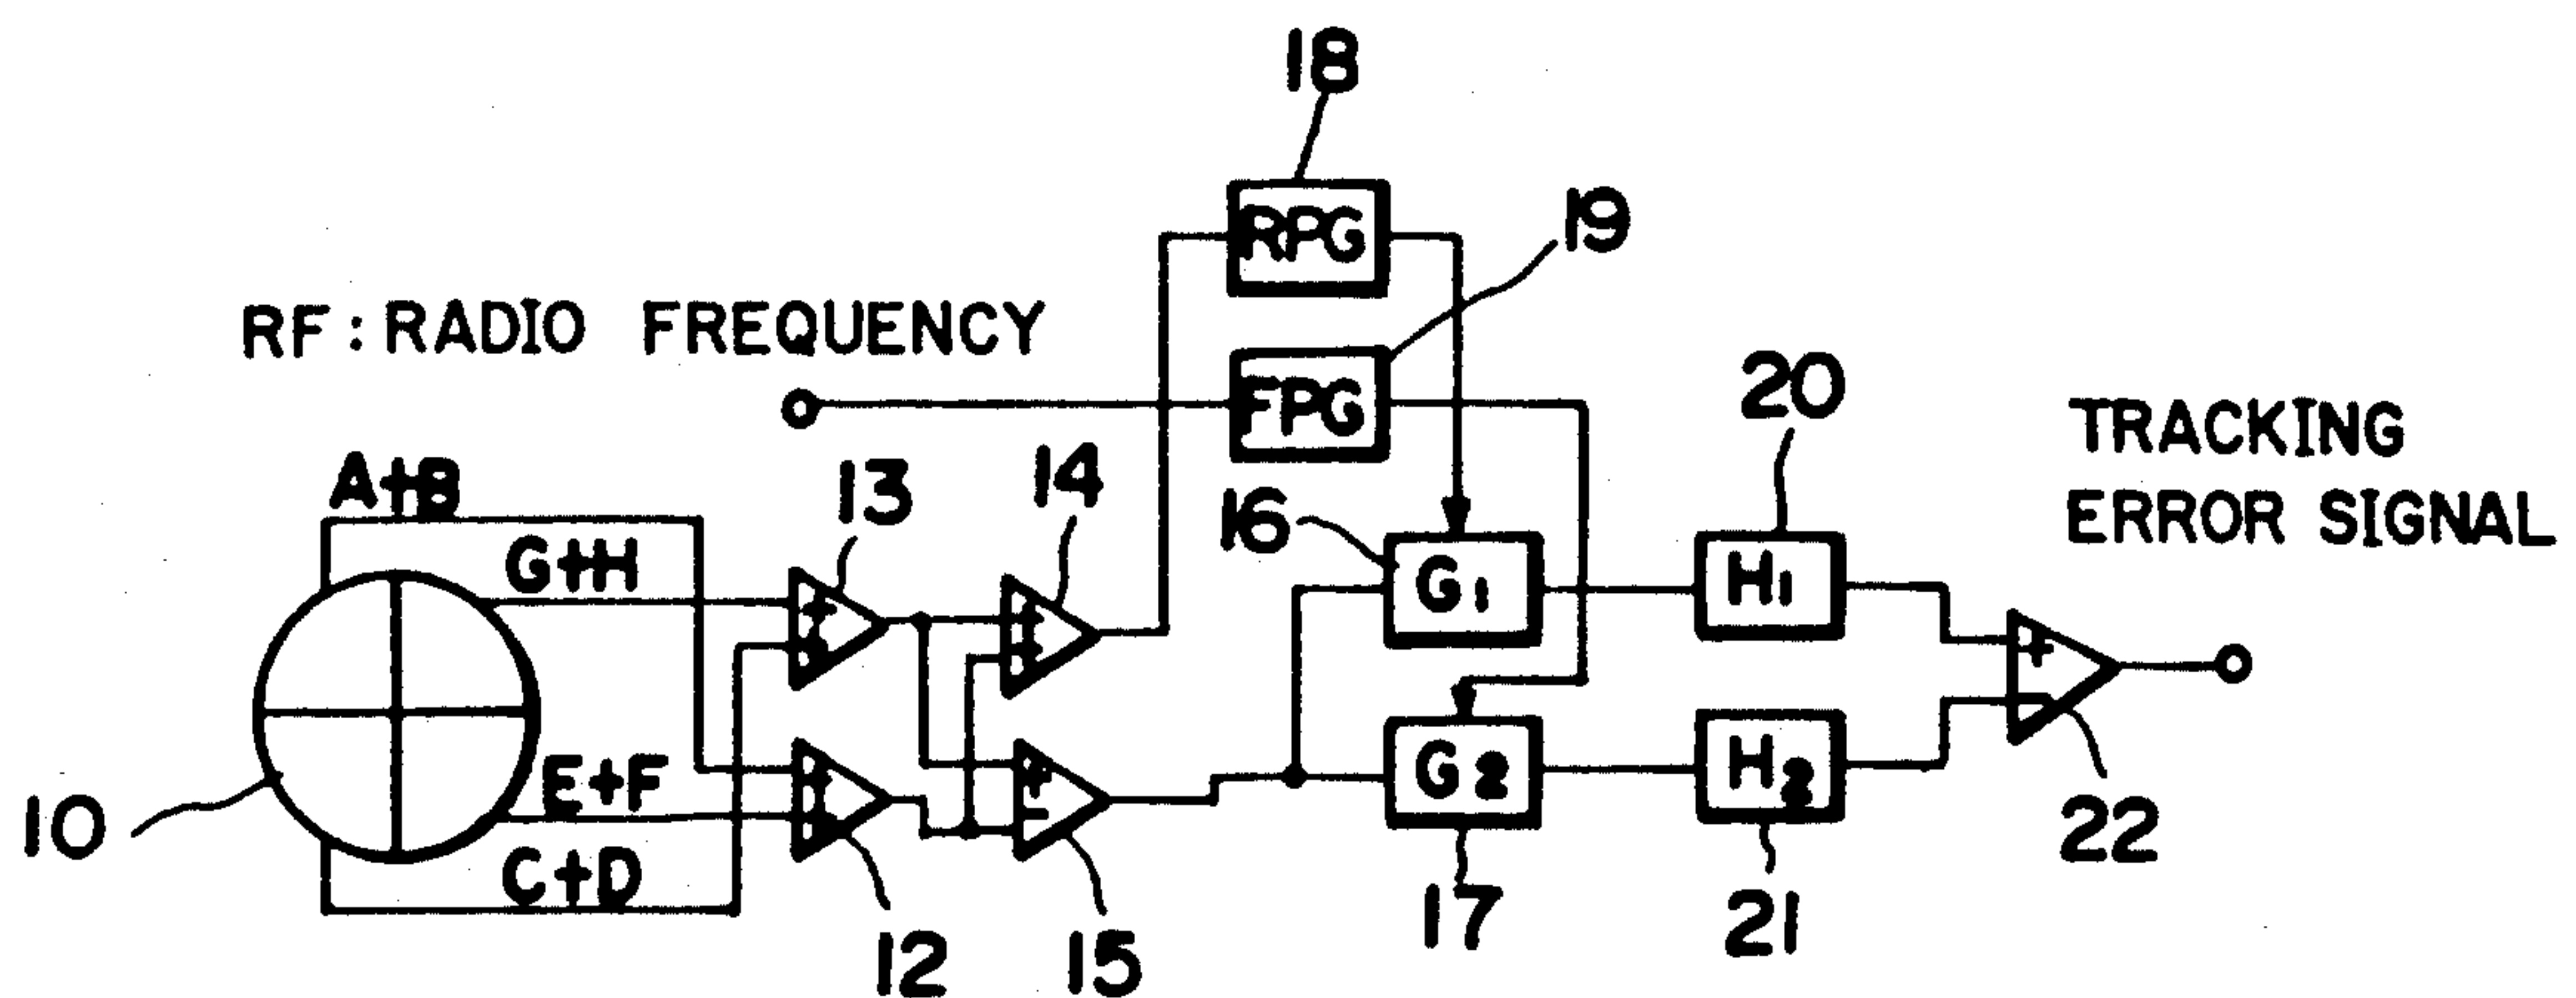 18
RPG
19
RF : RADIO FREQUENCY
FPG
20
TRACKING
ERROR SIGNAL
A+B
13
14
16
G+H
+
+
+
+
G1
H1
+
−
E+F
+
+
+
−
G2
H2
10
C+D
22
12
15
17
21